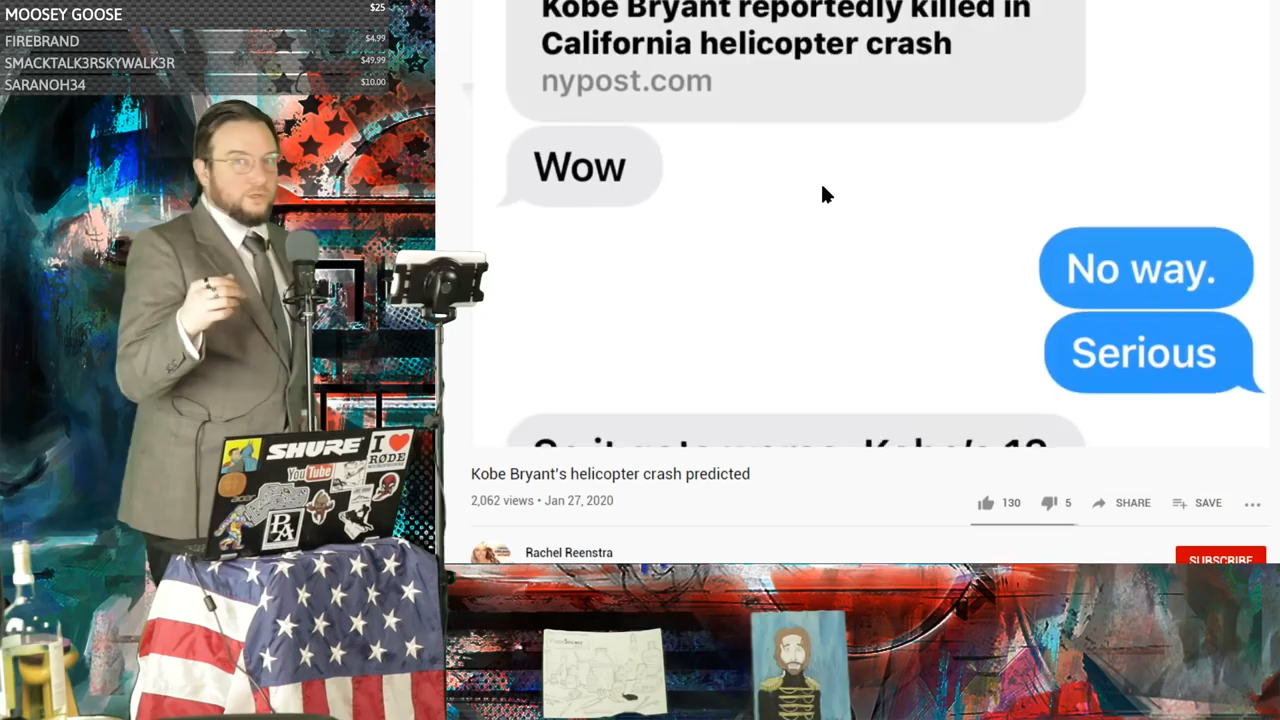 MOOSEY GOOSE $25
FIREBRAND $4.99
SMACKTALK3RSKYWALK3R $49.99
SARANOH34 $10.00
Kobe Bryant reportedly killed in
California helicopter crash
nypost.com
Wow
No way.
Serious
Kobe Bryant's helicopter crash predicted
2,062 views • Jan 27, 2020
130 5 SHARE SAVE
Rachel Reenstra
SUBSCRIBE
SHURE
I ♥
RØDE
YouTube
PA